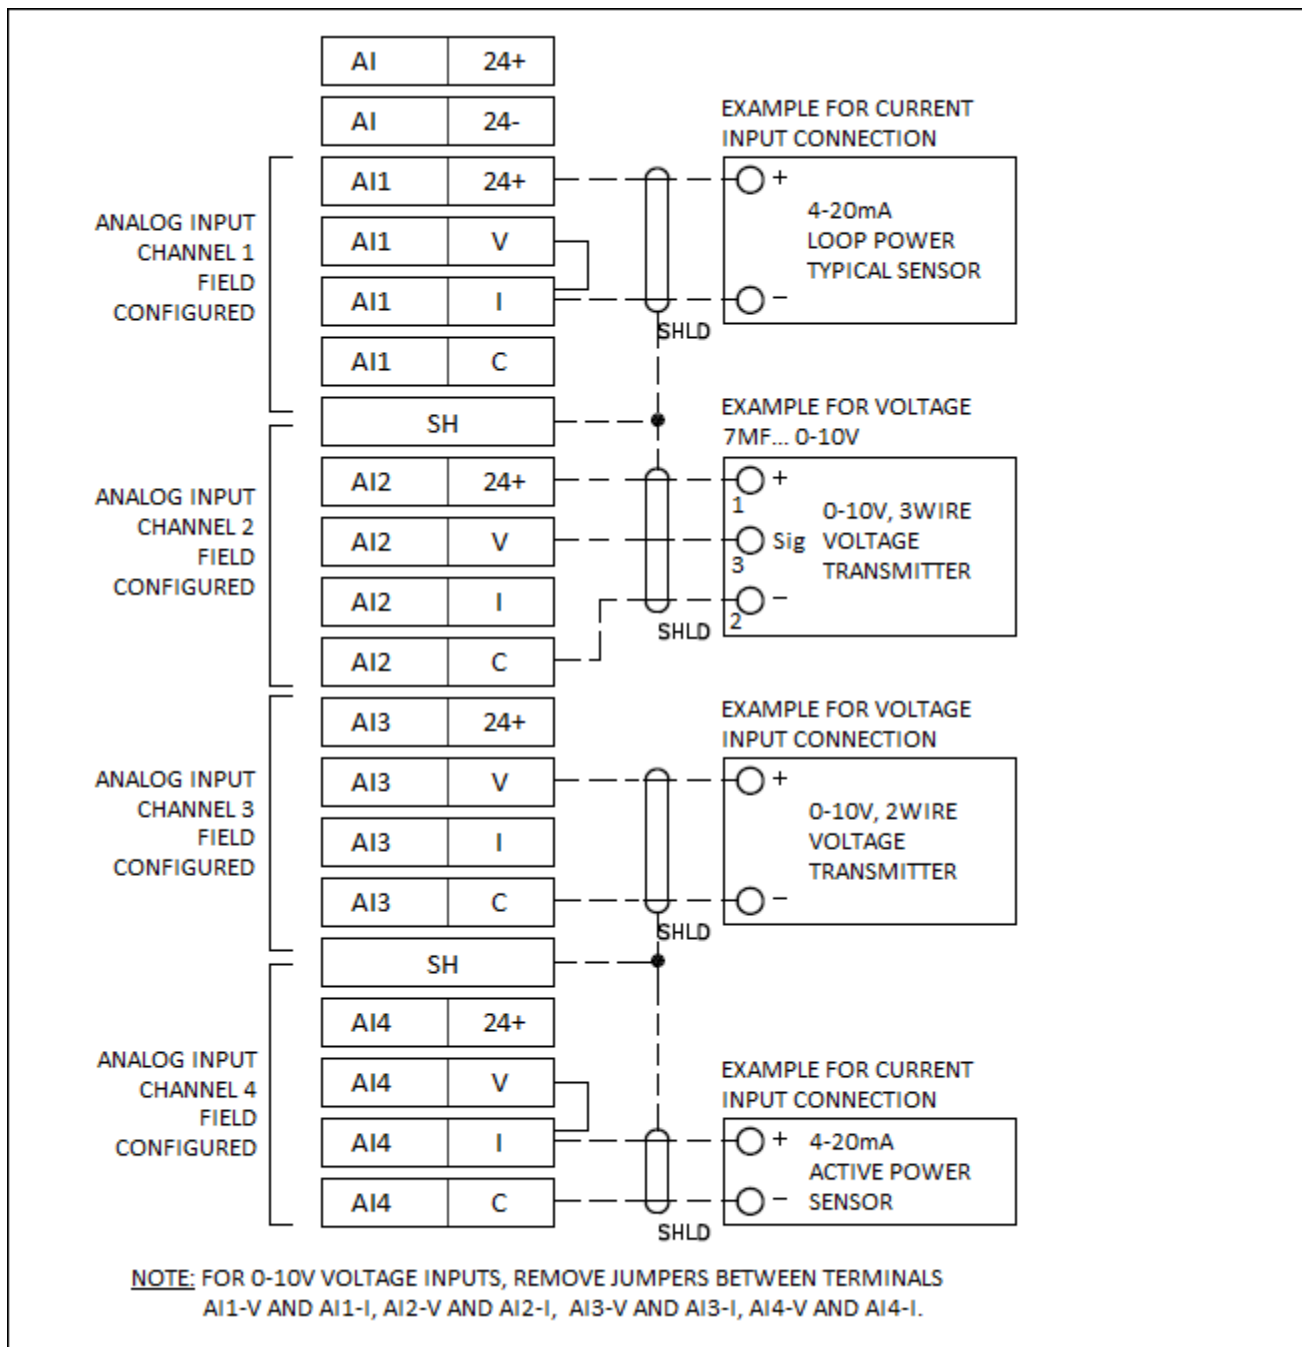 AI 24+
AI 24-
EXAMPLE FOR CURRENT
INPUT CONNECTION
ANALOG INPUT
CHANNEL 1
FIELD
CONFIGURED
AI1 24+
AI1 V
AI1 I
AI1 C
+
4-20mA
LOOP POWER
TYPICAL SENSOR
−
SHLD
SH
EXAMPLE FOR VOLTAGE
7MF... 0-10V
ANALOG INPUT
CHANNEL 2
FIELD
CONFIGURED
AI2 24+
AI2 V
AI2 I
AI2 C
+
1
Sig
3
−
2
0-10V, 3WIRE
VOLTAGE
TRANSMITTER
SHLD
EXAMPLE FOR VOLTAGE
INPUT CONNECTION
ANALOG INPUT
CHANNEL 3
FIELD
CONFIGURED
AI3 24+
AI3 V
AI3 I
AI3 C
+
0-10V, 2WIRE
VOLTAGE
TRANSMITTER
−
SHLD
SH
ANALOG INPUT
CHANNEL 4
FIELD
CONFIGURED
AI4 24+
AI4 V
AI4 I
AI4 C
EXAMPLE FOR CURRENT
INPUT CONNECTION
+
4-20mA
ACTIVE POWER
SENSOR
−
SHLD
NOTE: FOR 0-10V VOLTAGE INPUTS, REMOVE JUMPERS BETWEEN TERMINALS
AI1-V AND AI1-I, AI2-V AND AI2-I, AI3-V AND AI3-I, AI4-V AND AI4-I.